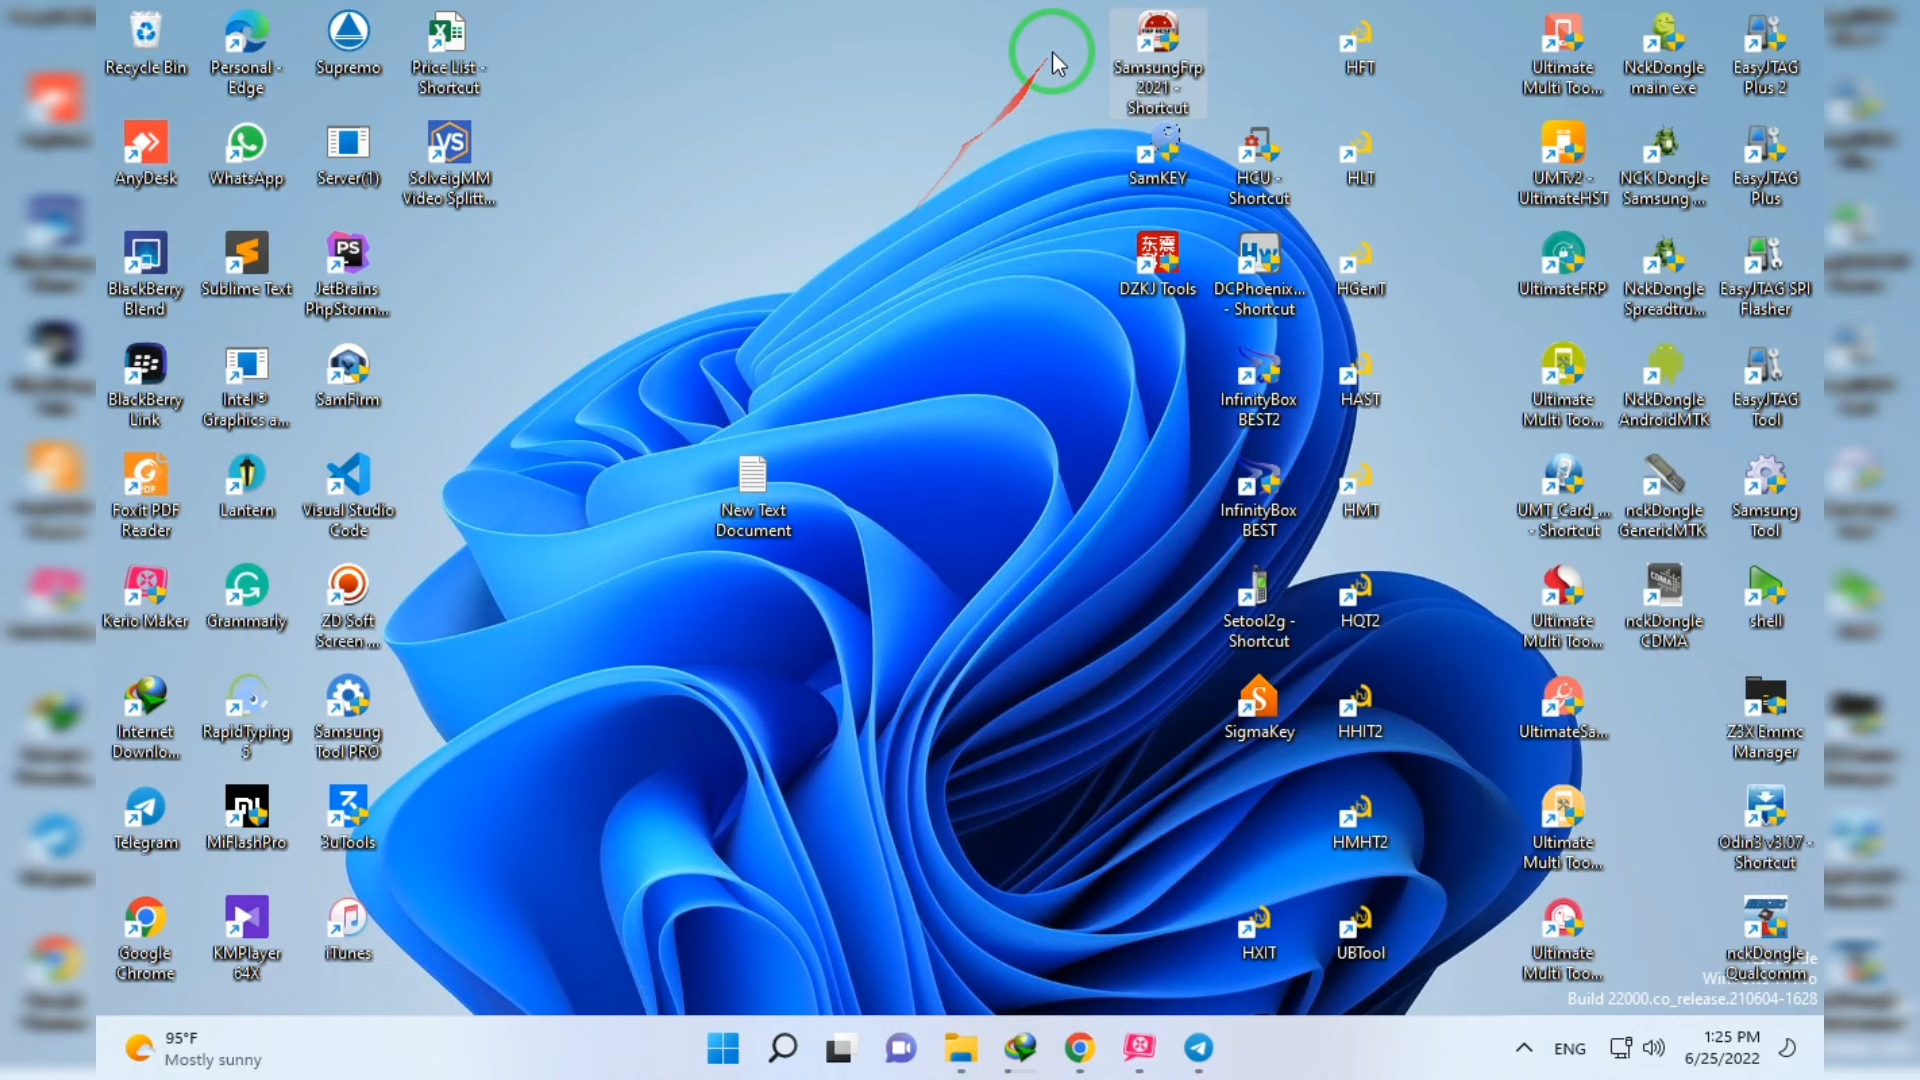 Recycle Bin
Personal -
Edge
Supremo
Price List -
Shortcut
SamsungFrp
2021 -
Shortcut
HFT
Ultimate
Multi Too...
NckDongle
main exe
EasyJTAG
Plus 2
AnyDesk
WhatsApp
Server(1)
SolveigMM
Video Splitt...
SamKEY
HCU -
Shortcut
HLT
UMTv2 -
UltimateHST
NCK Dongle
Samsung ...
EasyJTAG
Plus
BlackBerry
Blend
Sublime Text
JetBrains
PhpStorm...
DZKJ Tools
DCPhoenix...
- Shortcut
HGenT
UltimateFRP
NckDongle
Spreadtru...
EasyJTAG SPI
Flasher
BlackBerry
Link
Intel®
Graphics a...
SamFirm
InfinityBox
BEST2
HAST
Ultimate
Multi Too...
NckDongle
AndroidMTK
EasyJTAG
Tool
Foxit PDF
Reader
Lantern
Visual Studio
Code
New Text
Document
InfinityBox
BEST
HMT
UMT_Card_...
- Shortcut
nckDongle
GenericMTK
Samsung
Tool
Kerio Maker
Grammarly
ZD Soft
Screen ...
Setool2g -
Shortcut
HQT2
Ultimate
Multi Too...
nckDongle
CDMA
shell
Internet
Downlo...
RapidTyping
5
Samsung
Tool PRO
SigmaKey
HHIT2
UltimateSa...
Z3X Emmc
Manager
Telegram
MiFlashPro
3uTools
HMHT2
Ultimate
Multi Too...
Odin3 v3.07 -
Shortcut
Google
Chrome
KMPlayer
64X
iTunes
HXIT
UBTool
Ultimate
Multi Too...
nckDongle
Qualcomm
Build 22000.co_release.210604-1628
95°F
Mostly sunny
ENG
1:25 PM
6/25/2022